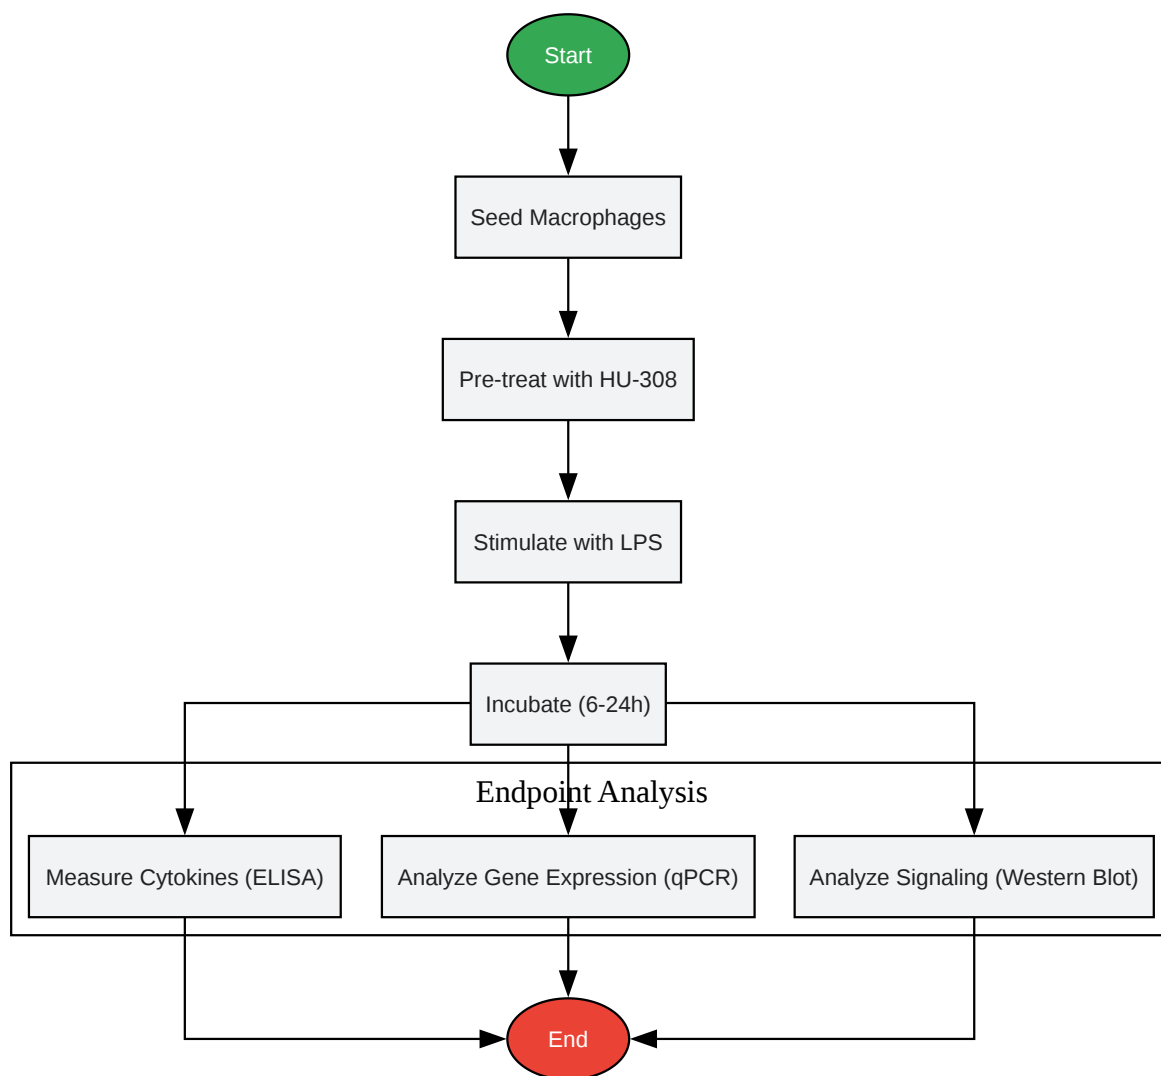 Start
Seed Macrophages
Pre-treat with HU-308
Stimulate with LPS
Incubate (6-24h)
Endpoint Analysis
Measure Cytokines (ELISA)
Analyze Gene Expression (qPCR)
Analyze Signaling (Western Blot)
End